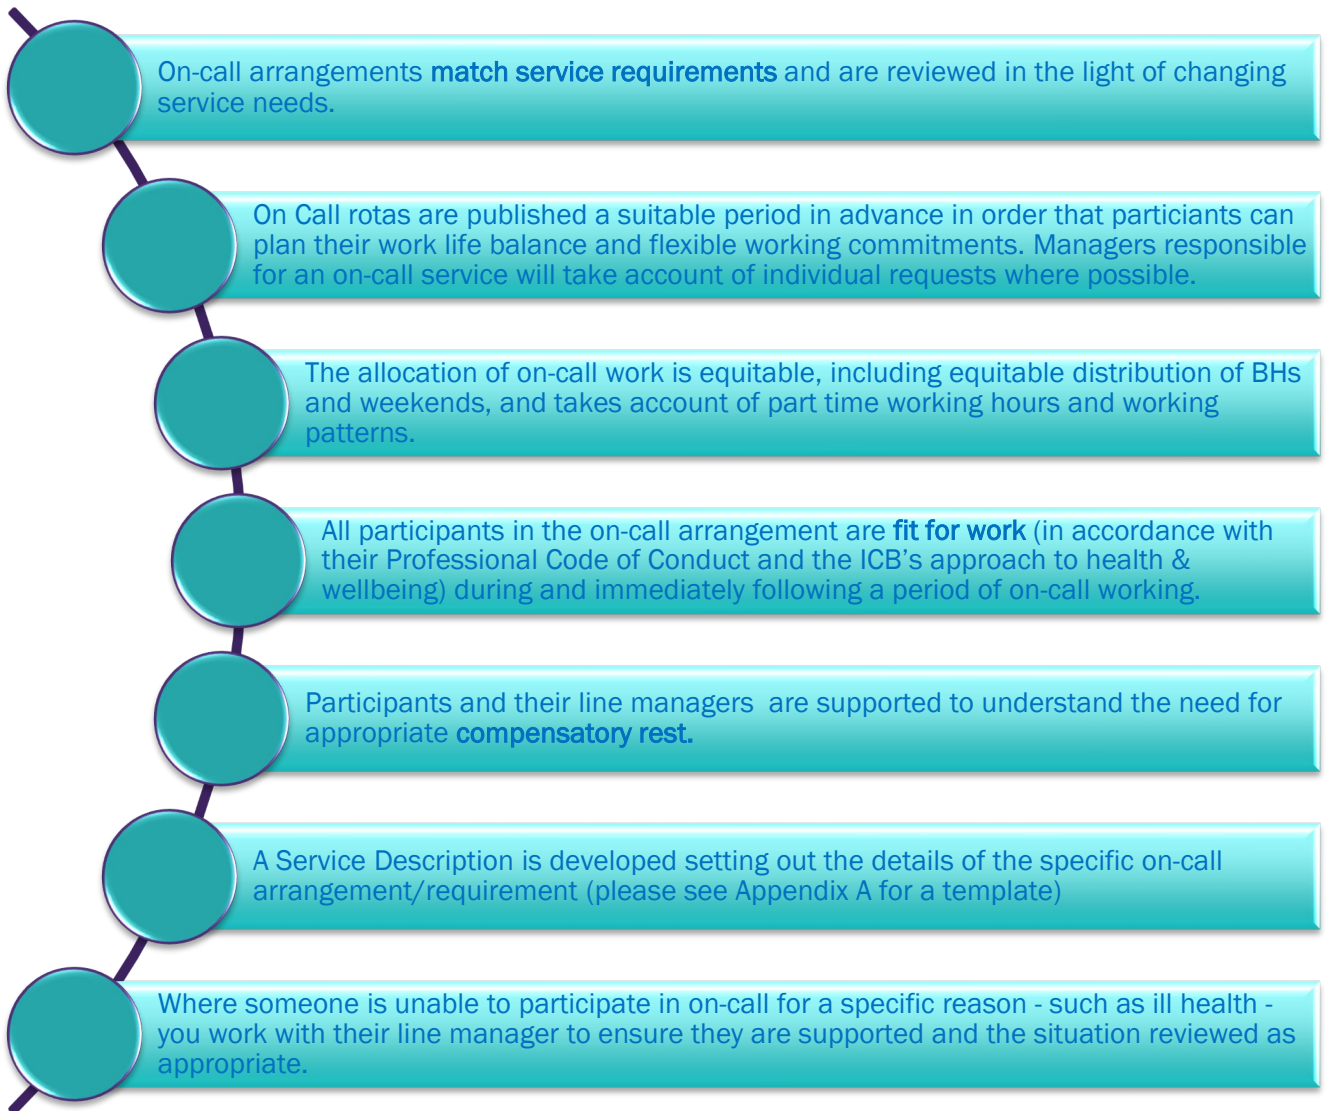 On-call arrangements match service requirements and are reviewed in the light of changing
service needs.
On Call rotas are published a suitable period in advance in order that particiants can
plan their work life balance and flexible working commitments. Managers responsible
for an on-call service will take account of individual requests where possible.
The allocation of on-call work is equitable, including equitable distribution of BHs
and weekends, and takes account of part time working hours and working
patterns.
All participants in the on-call arrangement are fit for work (in accordance with
their Professional Code of Conduct and the ICB’s approach to health &
wellbeing) during and immediately following a period of on-call working.
Participants and their line managers  are supported to understand the need for
appropriate compensatory rest.
A Service Description is developed setting out the details of the specific on-call
arrangement/requirement (please see Appendix A for a template)
Where someone is unable to participate in on-call for a specific reason - such as ill health -
you work with their line manager to ensure they are supported and the situation reviewed as
appropriate.